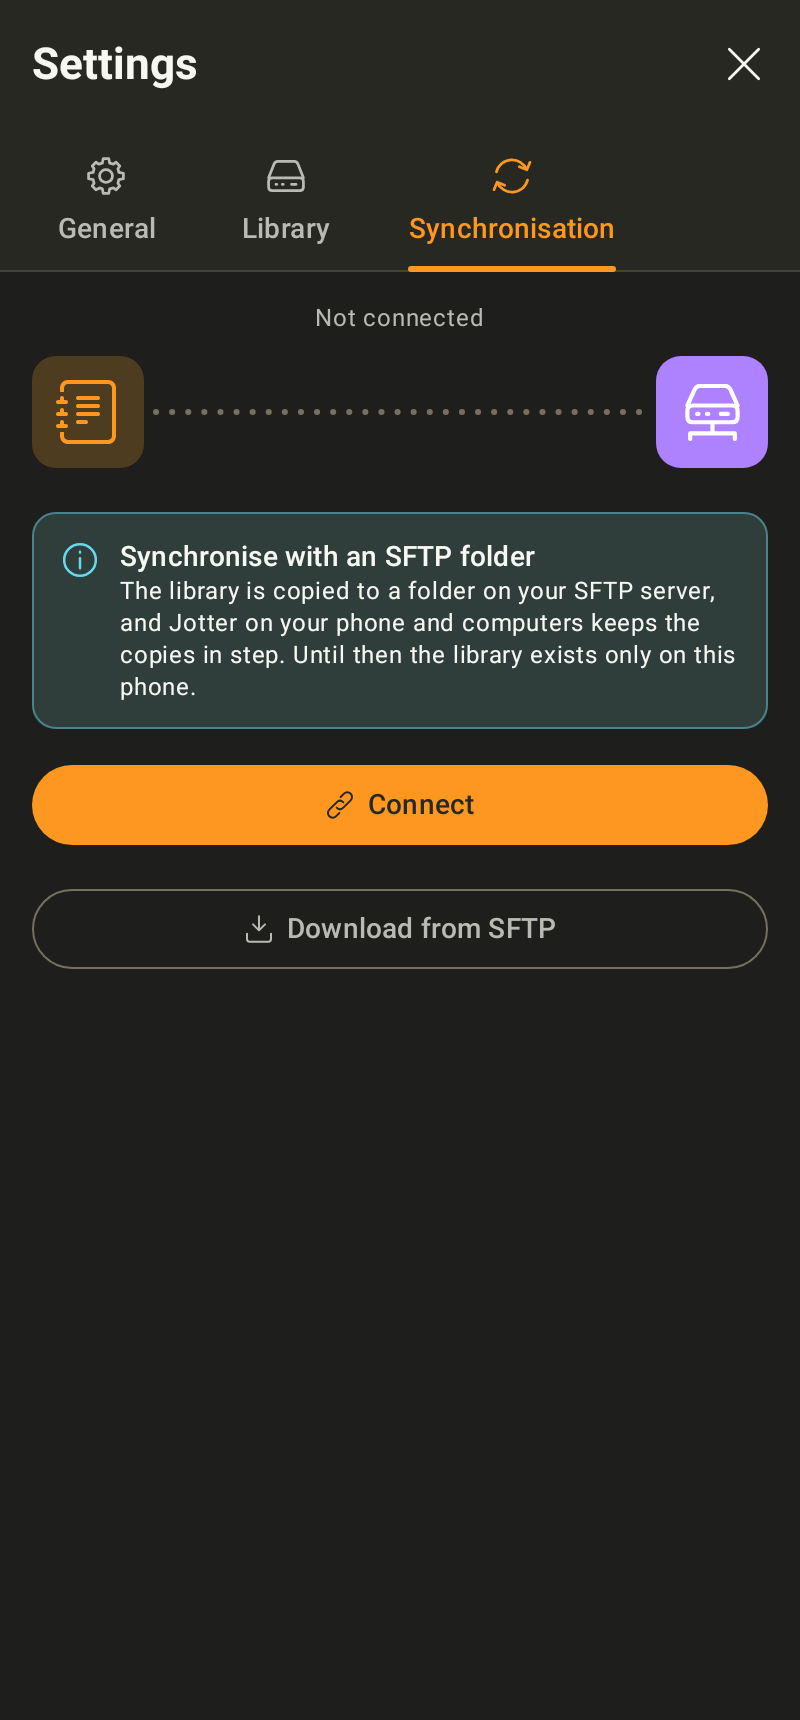 Settings
General
Library
Synchronisation
Not connected
Synchronise with an SFTP folder
The library is copied to a folder on your SFTP server,
and Jotter on your phone and computers keeps the
copies in step. Until then the library exists only on this
phone.
Connect
Download from SFTP